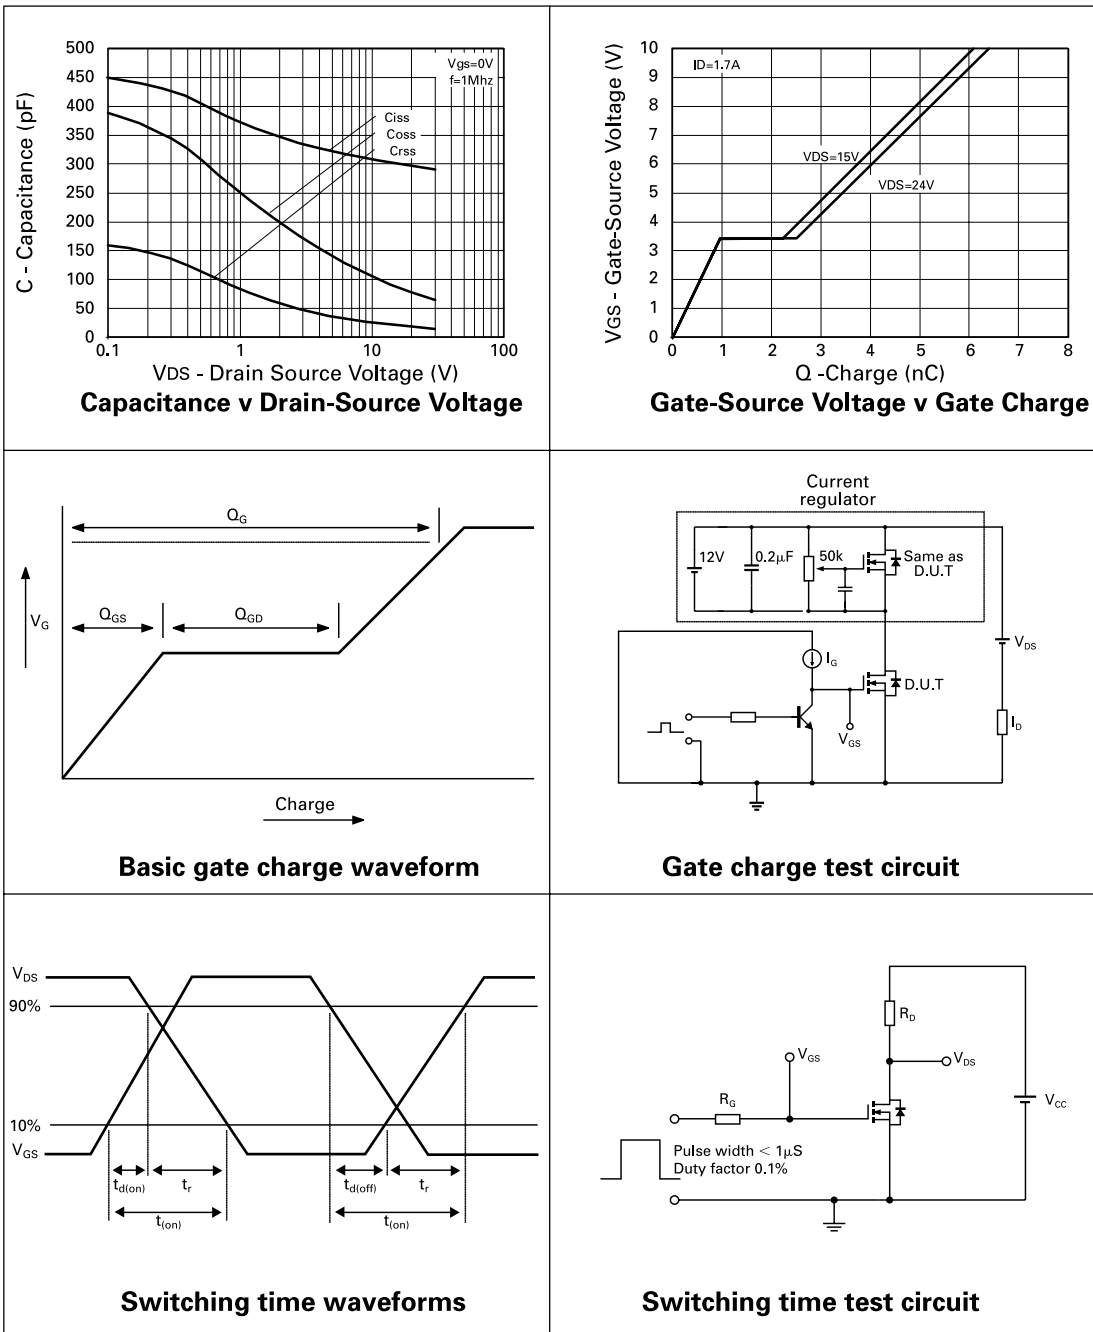 500
450
400
350
300
250
200
150
100
50
0
C - Capacitance (pF)
Vgs=0V
f=1Mhz
Ciss
Coss
Crss
0.1
1
10
100
VDS - Drain Source Voltage (V)
Capacitance v Drain-Source Voltage
10
9
8
7
6
5
4
3
2
1
0
VGS - Gate-Source Voltage (V)
ID=1.7A
VDS=15V
VDS=24V
0
1
2
3
4
5
6
7
8
Q -Charge (nC)
Gate-Source Voltage v Gate Charge
QG
QGS
QGD
VG
Charge
Basic gate charge waveform
Current
regulator
12V
0.2µF
50k
Same as
D.U.T
IG
VDS
D.U.T
VGS
ID
Gate charge test circuit
VDS
90%
10%
VGS
td(on)
tr
td(off)
tr
t(on)
t(on)
Switching time waveforms
RD
VGS
VDS
RG
VCC
Pulse width < 1µS
Duty factor 0.1%
Switching time test circuit